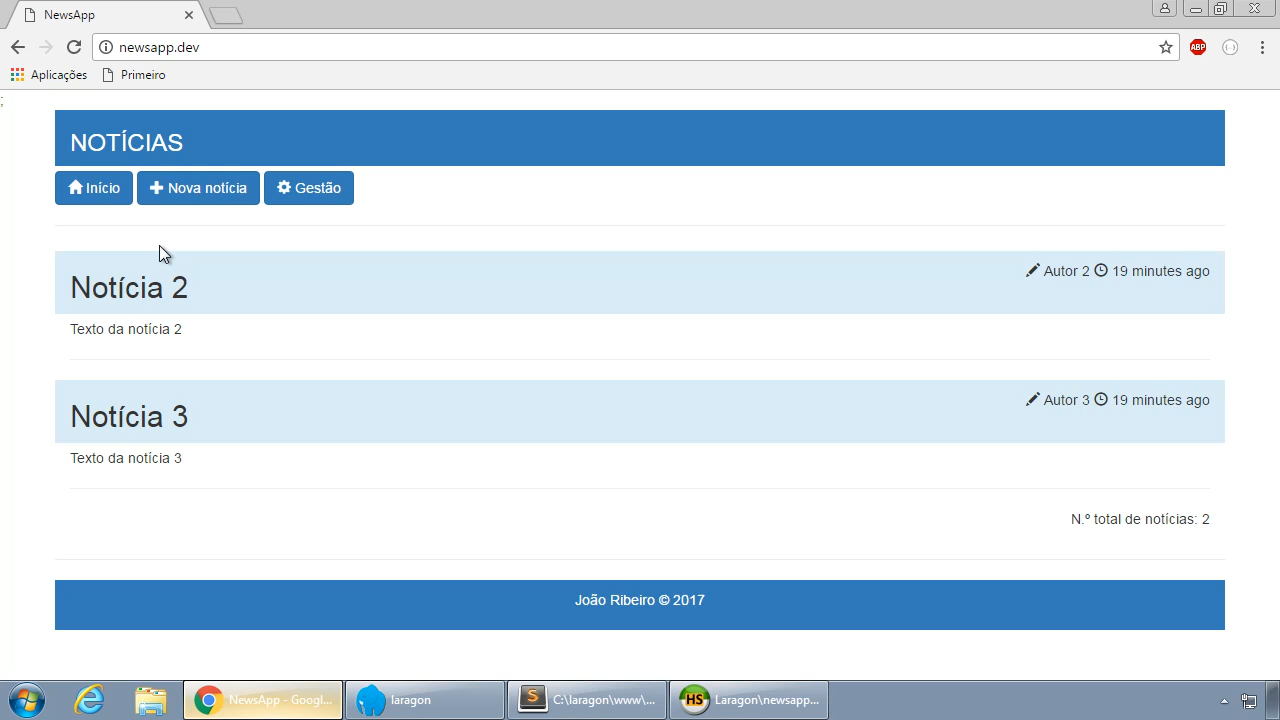 NewsApp
newsapp.dev
ABP
Aplicações
Primeiro
;
NOTÍCIAS
Início
Nova notícia
Gestão
Notícia 2
Autor 2 19 minutes ago
Texto da notícia 2
Notícia 3
Autor 3 19 minutes ago
Texto da notícia 3
N.º total de notícias: 2
João Ribeiro © 2017
NewsApp - Googl...
laragon
S
C:\laragon\www\...
HS
Laragon\newsapp...